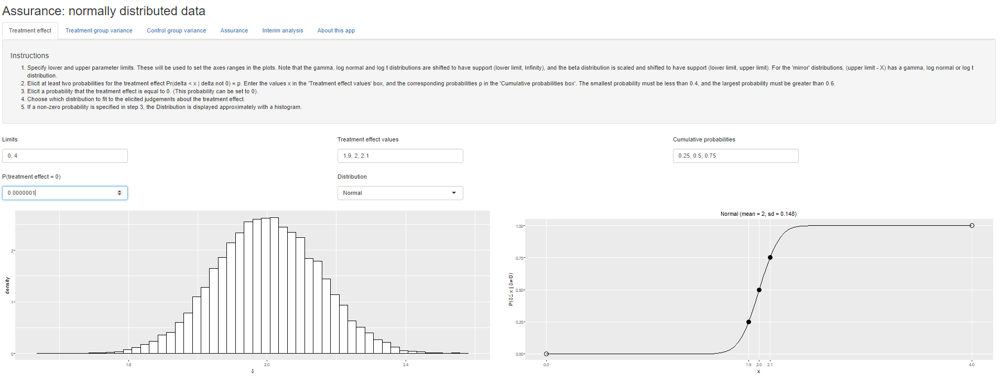 Assurance: normally distributed data
Treatment effect
Treatment group variance
Control group variance
Assurance
Interim analysis
About this app
Instructions
1. Specify lower and upper parameter limits. These will be used to set the axes ranges in the plots. Note that the gamma, log normal and log t distributions are shifted to have support (lower limit, Infinity), and the beta distribution is scaled and shifted to have support (lower limit, upper limit). For the 'mirror' distributions, (upper limit - X) has a gamma, log normal or log t
distribution.
2. Elicit at least two probabilities for the treatment effect Pr(delta < x | delta not 0) = p. Enter the values x in the 'Treatment effect values' box, and the corresponding probabilities p in the 'Cumulative probabilities box'. The smallest probability must be less than 0.4, and the largest probability must be greater than 0.6.
3. Elicit a probability that the treatment effect is equal to 0. (This probability can be set to 0).
4. Choose which distribution to fit to the elicited judgements about the treatment effect.
5. If a non-zero probability is specified in step 3, the Distribution is displayed approximately with a histogram.
Limits
Treatment effect values
Cumulative probabilities
0, 4
1.9, 2, 2.1
0.25, 0.5, 0.75
P(treatment effect = 0)
Distribution
0.0000001
Normal
density
2
1
0
1.6
2.0
2.4
δ
Normal (mean = 2, sd = 0.148)
P(δ ≤ x | δ ≠ 0)
1.00
0.75
0.50
0.25
0.00
0.0
1.9
2.0
2.1
4.0
x